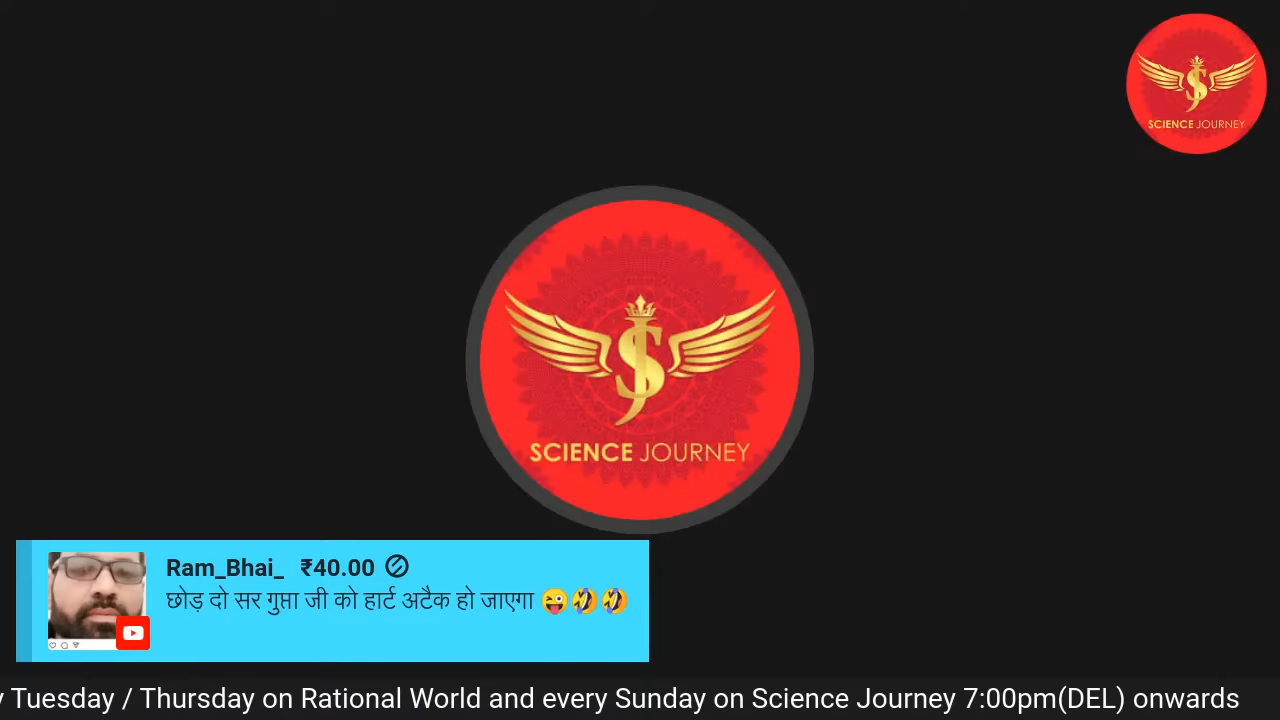 SCIENCE JOURNEY
SCIENCE JOURNEY
Ram_Bhai_ ₹40.00
छोड़ दो सर गुप्ता जी को हार्ट अटैक हो जाएगा 😜🤣🤣
Tuesday / Thursday on Rational World and every Sunday on Science Journey 7:00pm(DEL) onwards